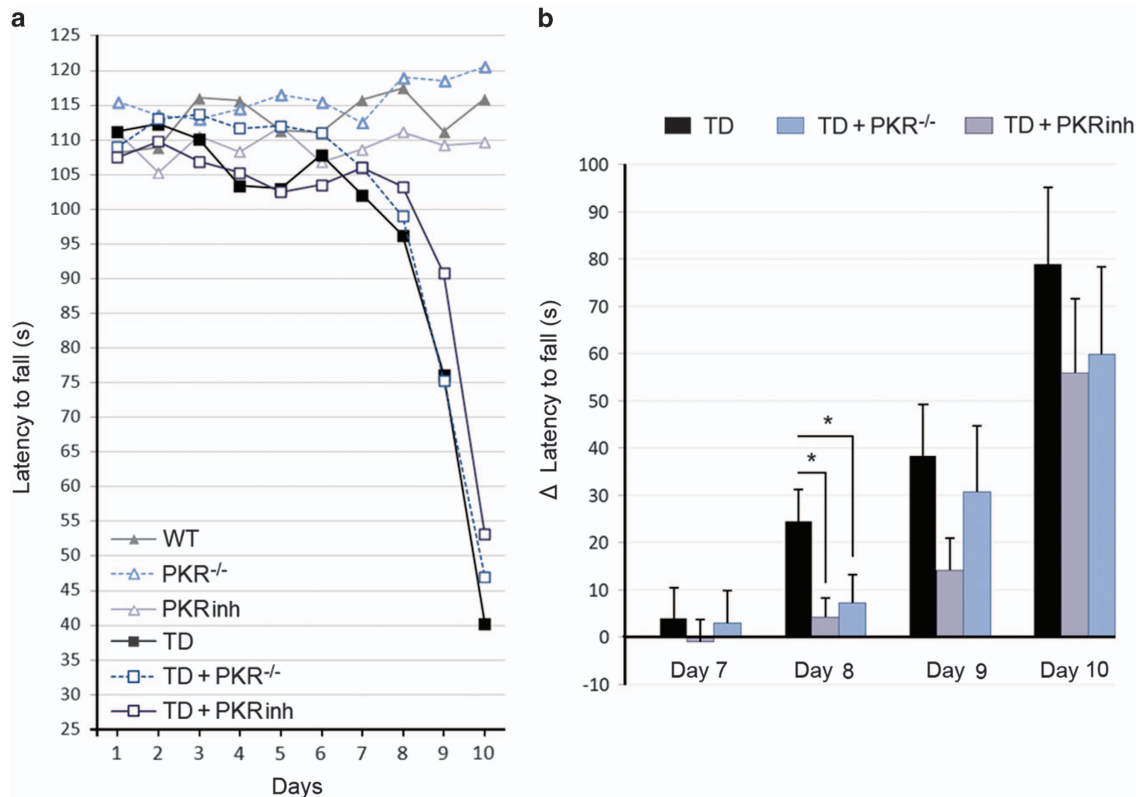 a
125
120
115
110
105
100
95
90
85
80
75
70
65
60
55
50
45
40
35
30
25
Latency to fall (s)
WT
PKR-/-
PKRinh
TD
TD + PKR-/-
TD + PKRinh
1 2 3 4 5 6 7 8 9 10
Days
b
TD TD + PKR-/- TD + PKRinh
100
90
80
70
60
50
40
30
20
10
0
-10
Δ Latency to fall (s)
*
*
Day 7 Day 8 Day 9 Day 10